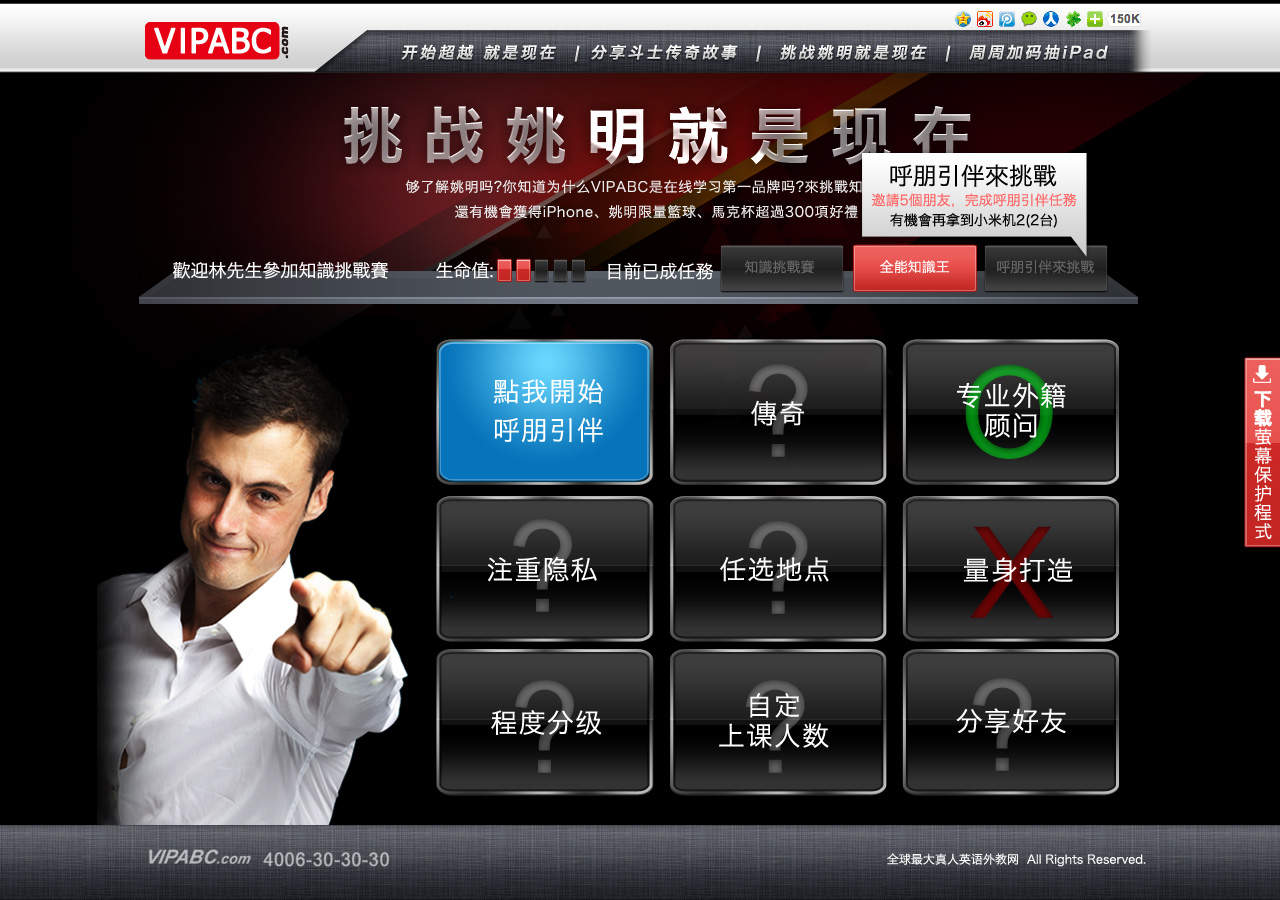 VIPABC.com
150K
开始超越 就是现在 | 分享斗士传奇故事 | 挑战姚明就是现在 | 周周加码抽iPad
挑战姚明就是现在
够了解姚明吗?你知道为什么VIPABC是在线学习第一品牌吗?來挑戰知
還有機會獲得iPhone、姚明限量籃球、馬克杯超過300項好禮
呼朋引伴來挑戰
邀請5個朋友，完成呼朋引伴任務
有機會再拿到小米机2(2台)
歡迎林先生參加知識挑戰賽 生命值: 目前已成任務 知識挑戰賽 全能知識王 呼朋引伴來挑戰
點我開始
呼朋引伴
?
傳奇
专业外籍
顾问
?
注重隐私
?
任选地点
X
量身打造
?
程度分级
?
自定
上课人数
?
分享好友
下载萤幕保护程式
VIPABC.com 4006-30-30-30
全球最大真人英语外教网 All Rights Reserved.